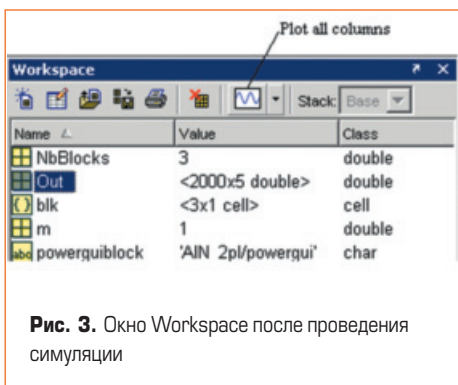 Plot all columns
Workspace
Stack: Base
Name Value Class
NbBlocks 3 double
Out <2000x5 double> double
blk <3x1 cell> cell
m 1 double
abc powerguiblock 'AIN 2pl/powergui' char
Рис. 3. Окно Workspace после проведения
симуляции